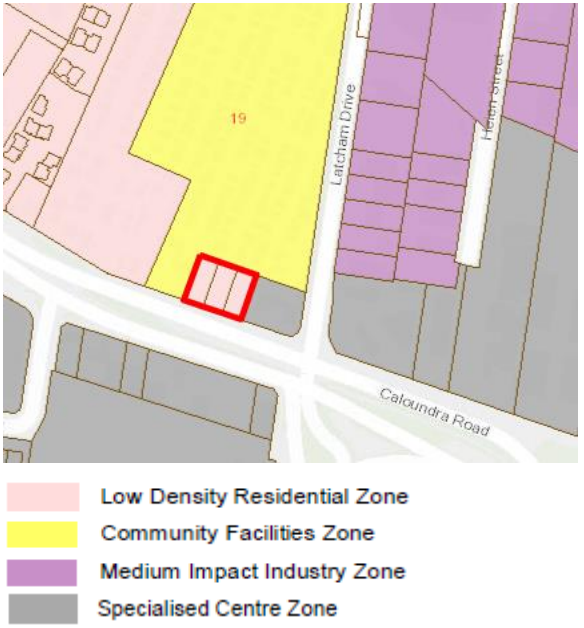 19
Latcham Drive
Helen Street
Caloundra Road
Low Density Residential Zone
Community Facilities Zone
Medium Impact Industry Zone
Specialised Centre Zone